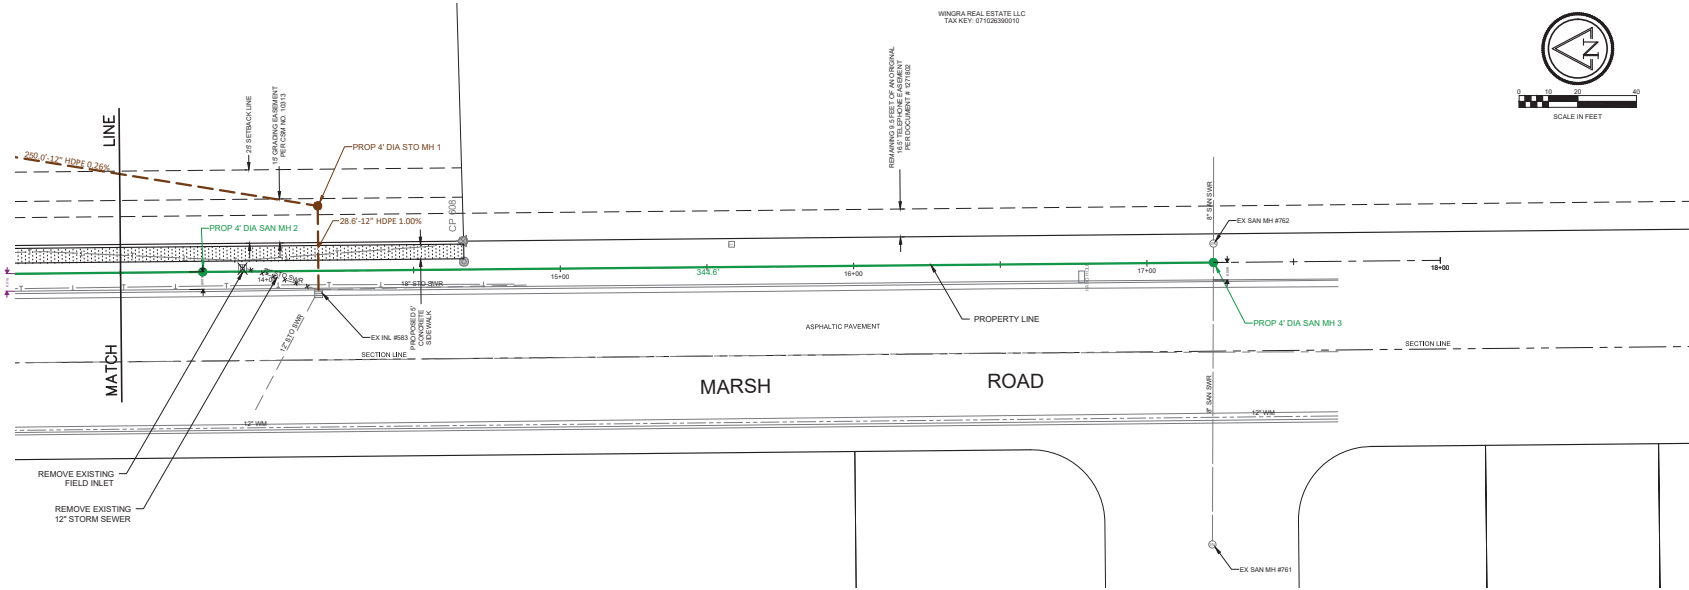 WINGRA REAL ESTATE LLC
TAX KEY: 071026390010
N
0 10 20 40
SCALE IN FEET
MATCH LINE
250.0'-12" HDPE 0.26%
25' SETBACK LINE
15' GRADING EASEMENT
PER CSM NO. 10313
PROP 4' DIA STO MH 1
CP 608
REMAINING 9.5 FEET OF AN ORIGINAL
16.5' TELEPHONE EASEMENT
PER DOCUMENT # 1271802
8" SAN SWR
EX SAN MH #762
28.6'-12" HDPE 1.00%
PROP 4' DIA SAN MH 2
12" STO SWR
18" STO SWR
15+00
344.6'
16+00
17+00
18+00
PROPOSED 5'
CONCRETE
SIDEWALK
12" STO SWR
EX INL #583
PROPERTY LINE
PROP 4' DIA SAN MH 3
ASPHALTIC PAVEMENT
SECTION LINE
SECTION LINE
MARSH ROAD
8" SAN SWR
12" WM
12" WM
REMOVE EXISTING
FIELD INLET
REMOVE EXISTING
12" STORM SEWER
EX SAN MH #761